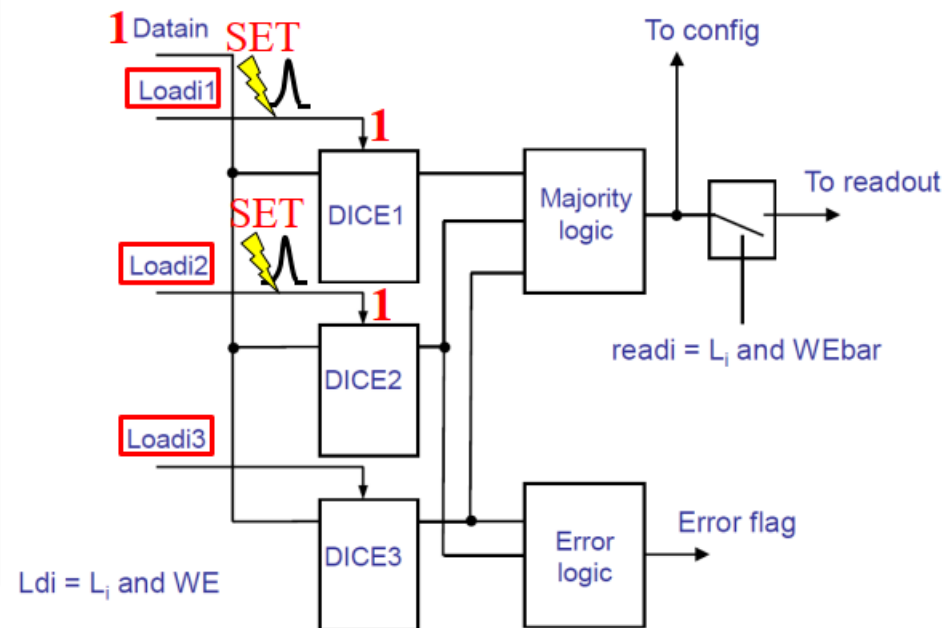 1 Datain
SET
To config
Loadi1
1
DICE1
Majority
logic
To readout
SET
Loadi2
1
DICE2
readi = Lᵢ and WEbar
Loadi3
DICE3
Error
logic
Error flag
Ldi = Lᵢ and WE